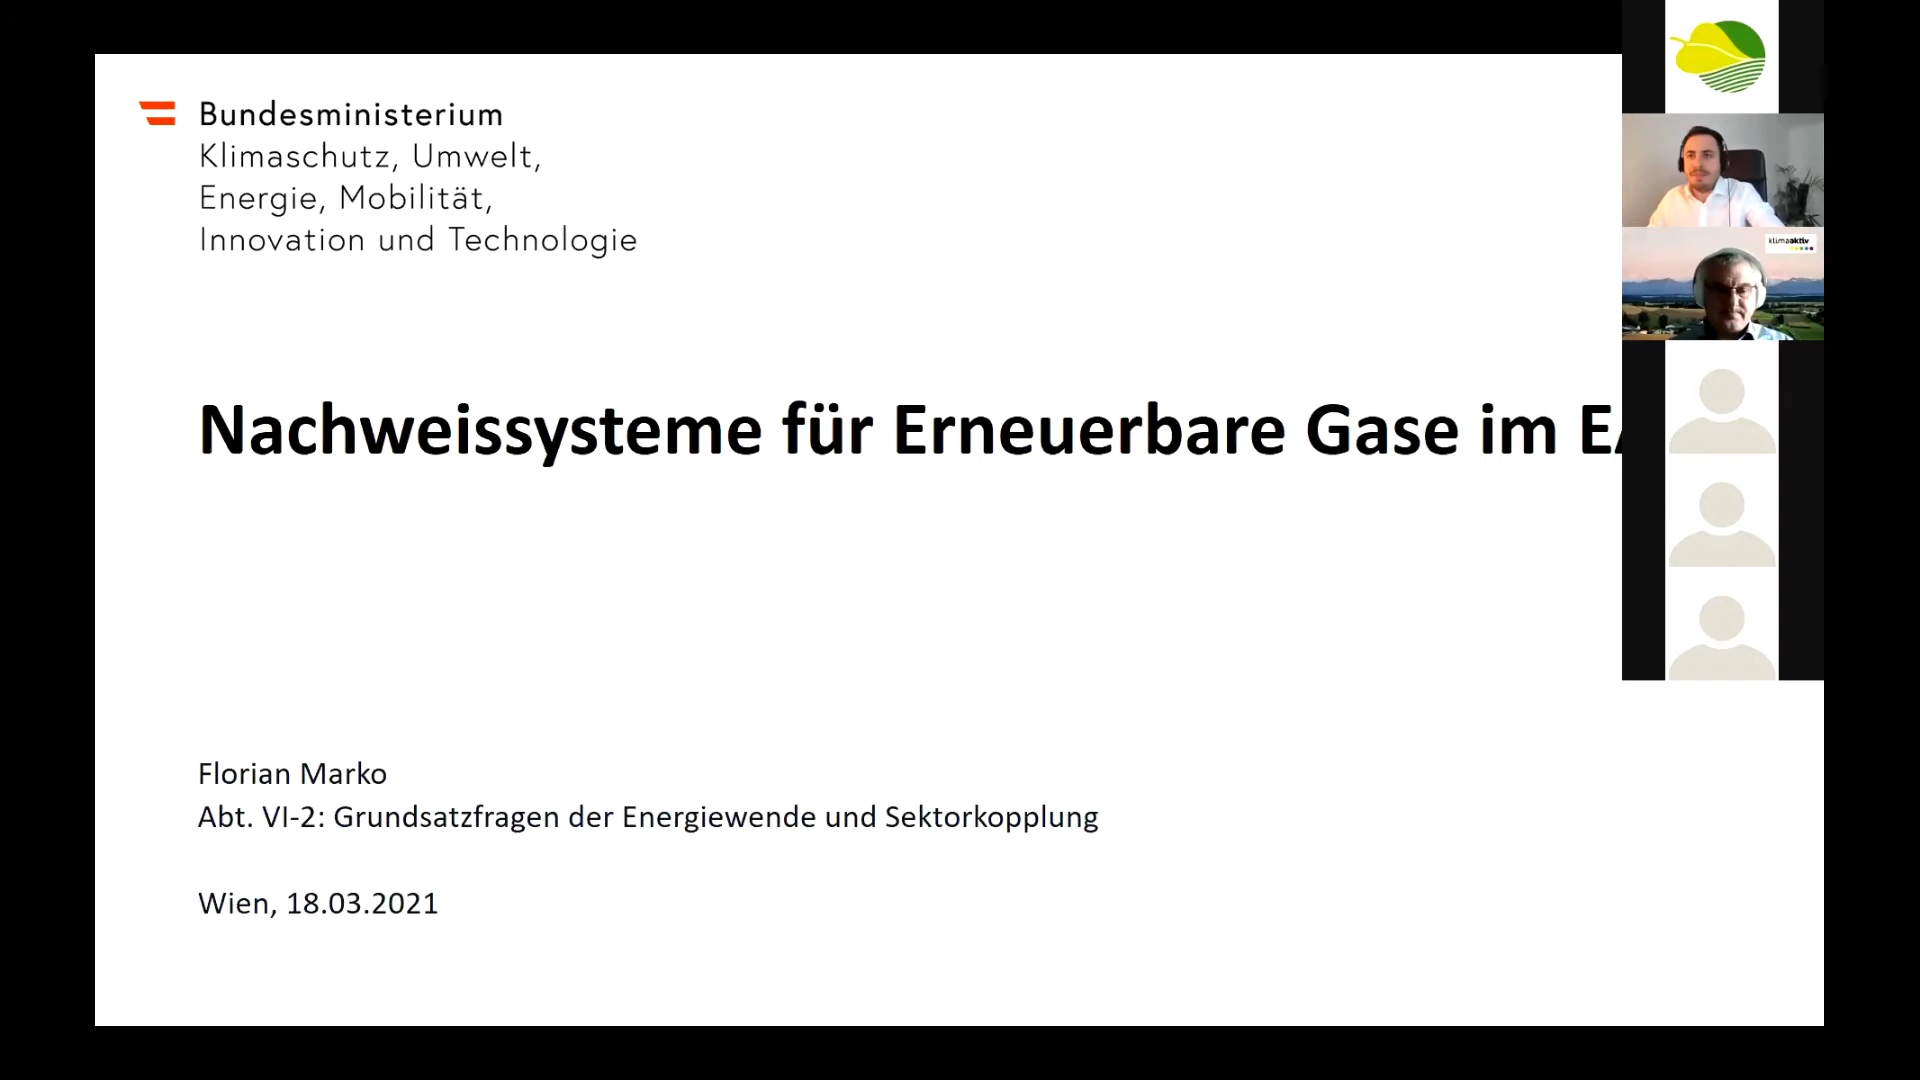 Bundesministerium
Klimaschutz, Umwelt,
Energie, Mobilität,
Innovation und Technologie
klimaaktiv
Nachweissysteme für Erneuerbare Gase im
Florian Marko
Abt. VI-2: Grundsatzfragen der Energiewende und Sektorkopplung
Wien, 18.03.2021